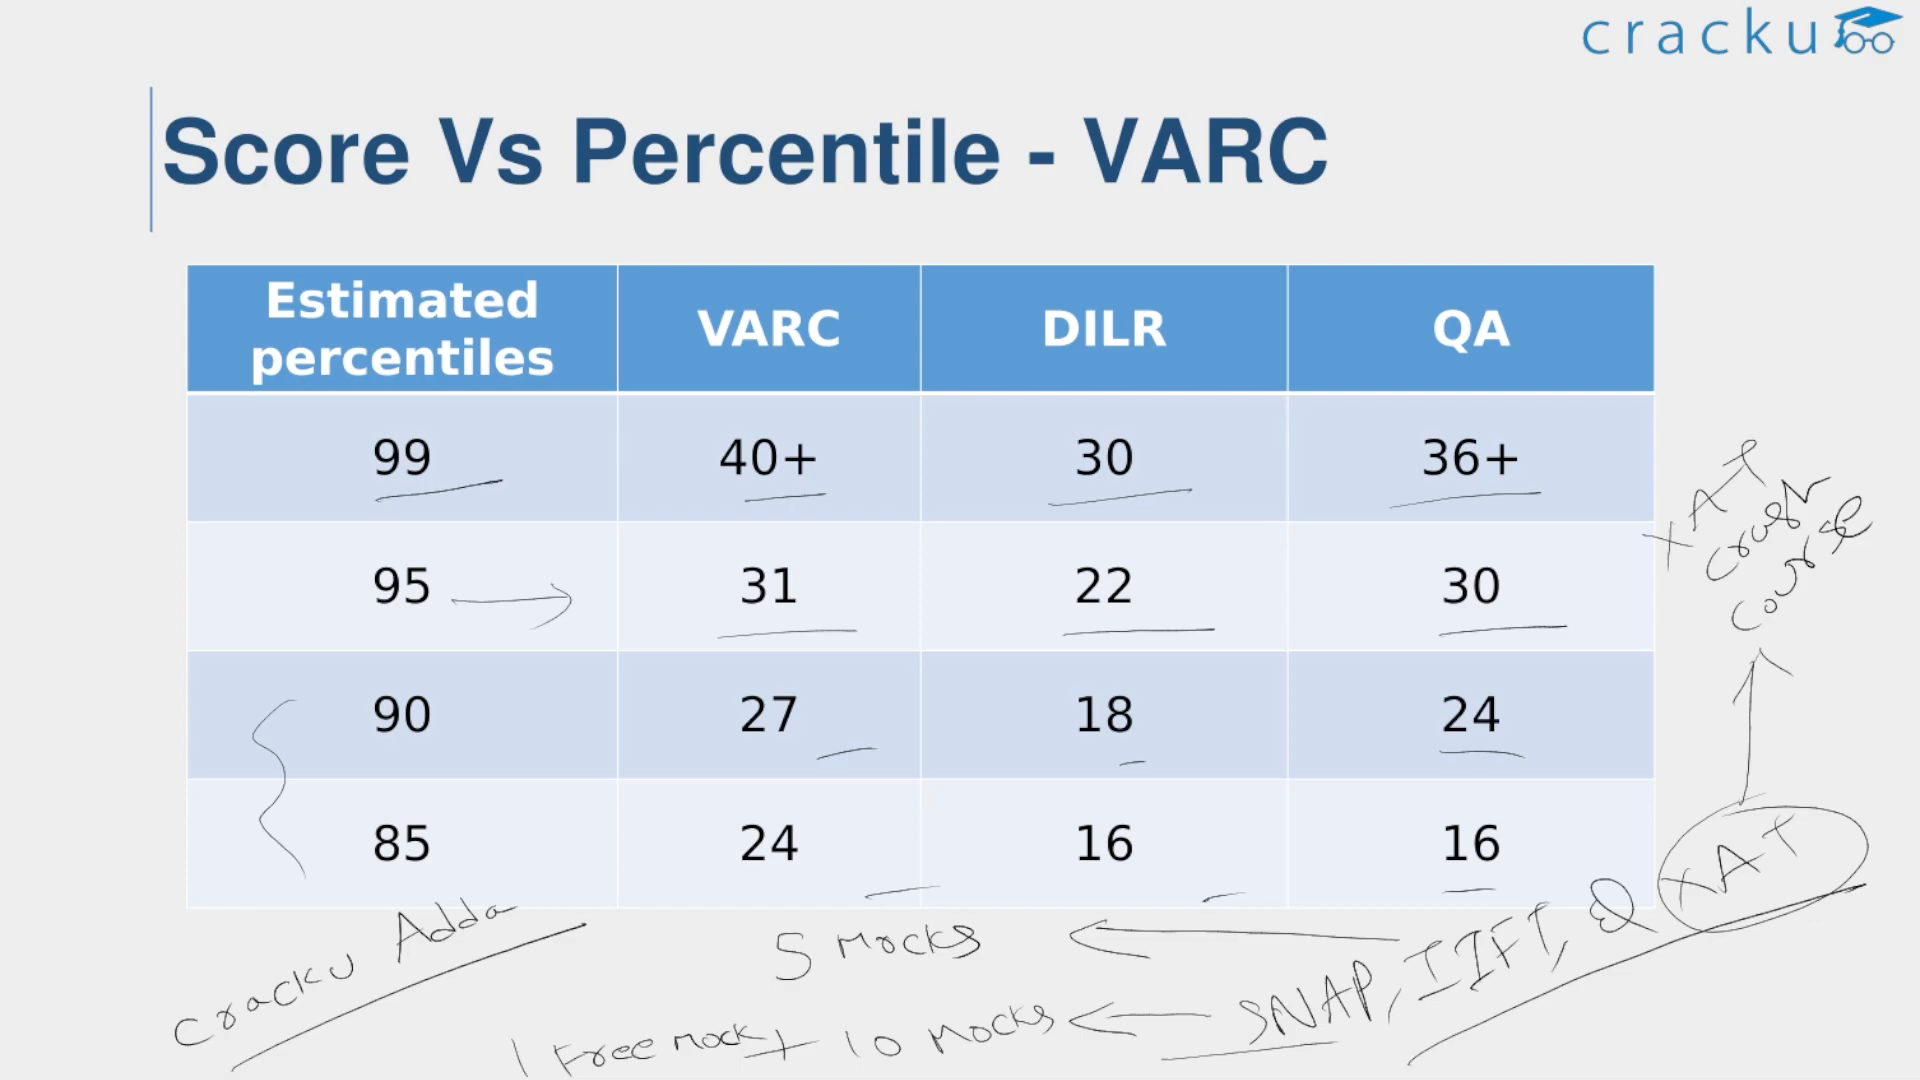 cracku
Score Vs Percentile - VARC
Estimated percentiles VARC DILR QA
99 40+ 30 36+
95 31 22 30
90 27 18 24
85 24 16 16
XAT
Crash
Course
Cracku Adda
5 Mocks
SNAP, IIFT, & XAT
1 Free mock + 10 Mocks